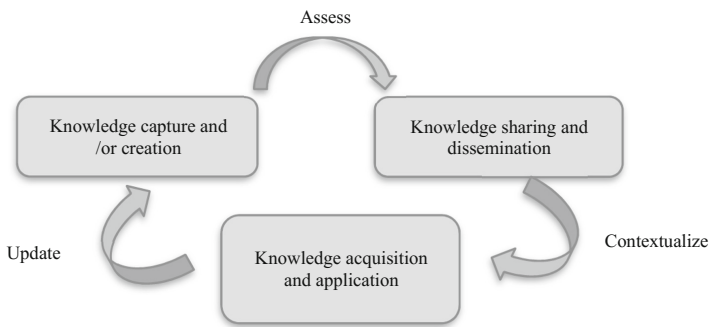 Assess
Knowledge capture and
/or creation
Knowledge sharing and
dissemination
Update
Contextualize
Knowledge acquisition
and application